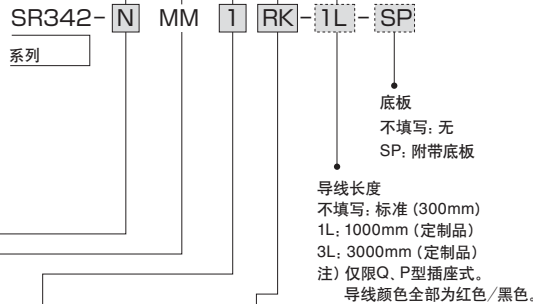 SR342-N MM 1 RK-1L-SP
系列
底板
不填写: 无
SP: 附带底板
导线长度
不填写: 标准 (300mm)
1L: 1000mm (定制品)
3L: 3000mm (定制品)
注) 仅限Q、P型插座式。
导线颜色全部为红色/黑色。